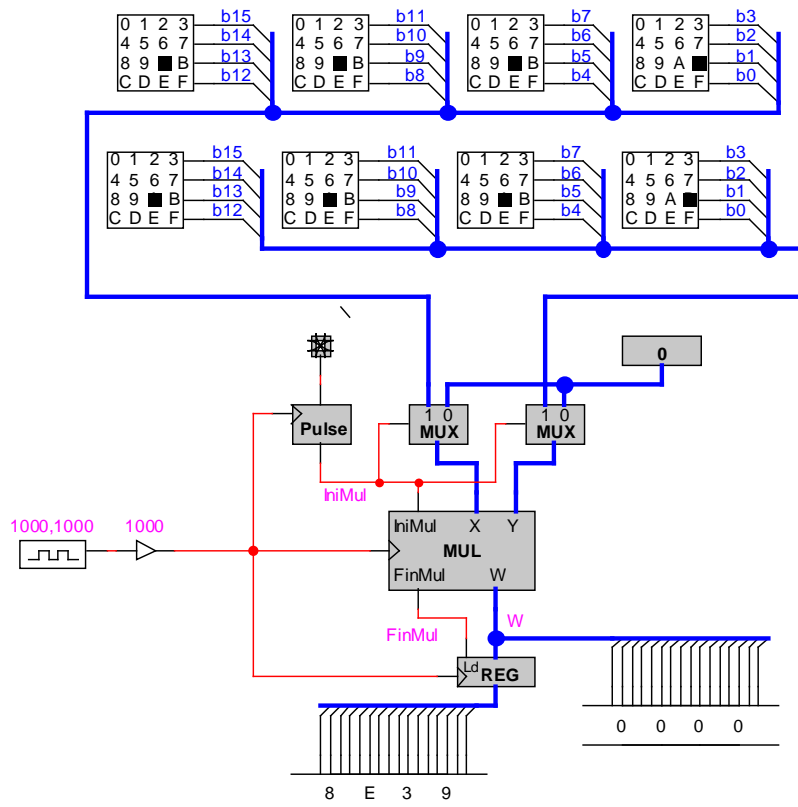 0 1 2 3 b15 0 1 2 3 b11 0 1 2 3 b7 0 1 2 3 b3
4 5 6 7 b14 4 5 6 7 b10 4 5 6 7 b6 4 5 6 7 b2
8 9 B b13 8 9 B b9 8 9 B b5 8 9 A b1
C D E F b12 C D E F b8 C D E F b4 C D E F b0
0 1 2 3 b15 0 1 2 3 b11 0 1 2 3 b7 0 1 2 3 b3
4 5 6 7 b14 4 5 6 7 b10 4 5 6 7 b6 4 5 6 7 b2
8 9 B b13 8 9 B b9 8 9 B b5 8 9 A b1
C D E F b12 C D E F b8 C D E F b4 C D E F b0
0
1 0 1 0
Pulse MUX MUX
IniMul
1000,1000 1000
IniMul X Y
MUL
FinMul W
FinMul W
Ld REG
0 0 0 0
8 E 3 9